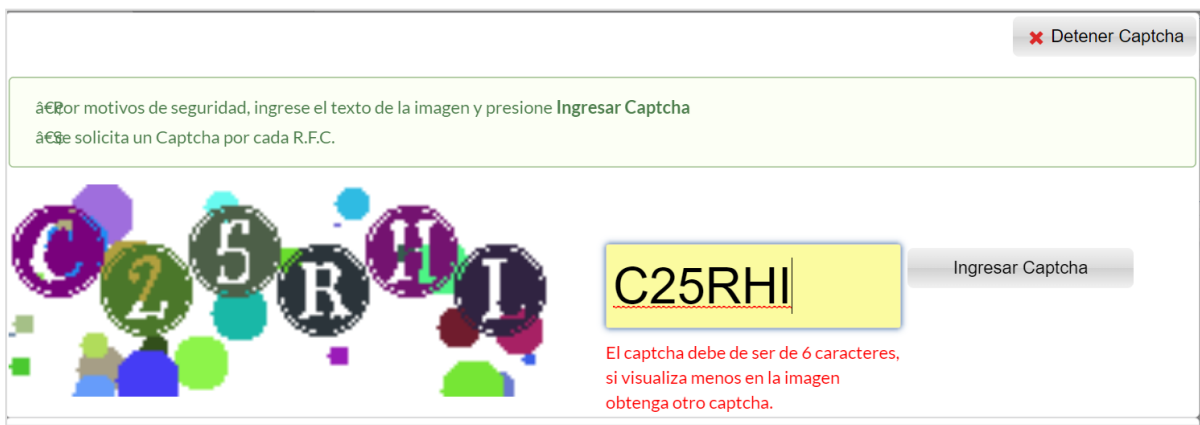 Detener Captcha
â€¢Por motivos de seguridad, ingrese el texto de la imagen y presione Ingresar Captcha
â€¢Se solicita un Captcha por cada R.F.C.
C25RHL
C25RHI
Ingresar Captcha
El captcha debe de ser de 6 caracteres,
si visualiza menos en la imagen
obtenga otro captcha.